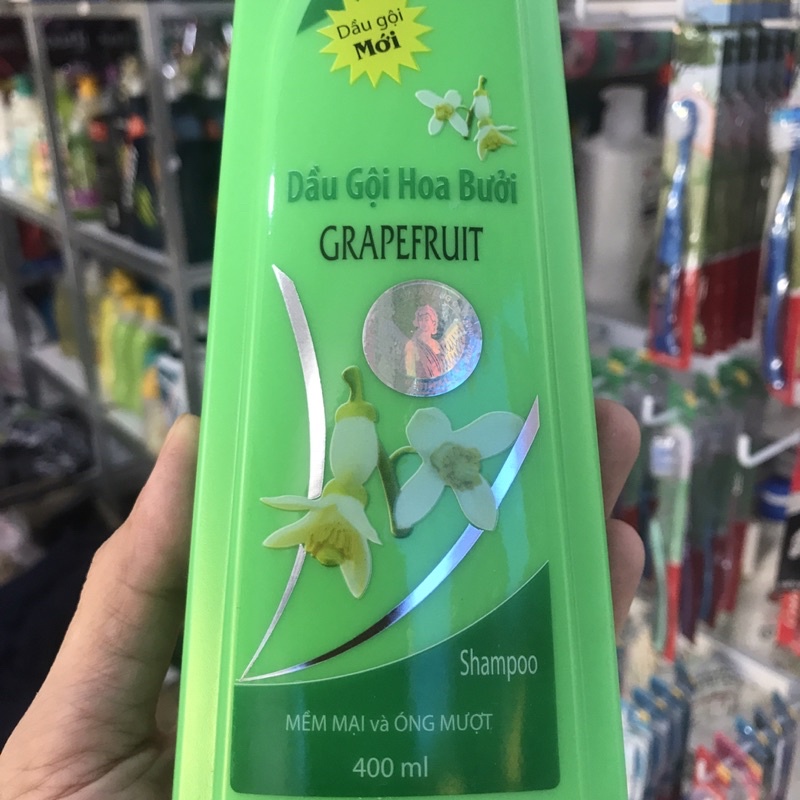 Dầu gội
Mới
Dầu Gội Hoa Bưởi
GRAPEFRUIT
Shampoo
MỀM MẠI và ÓNG MƯỢT
400 ml